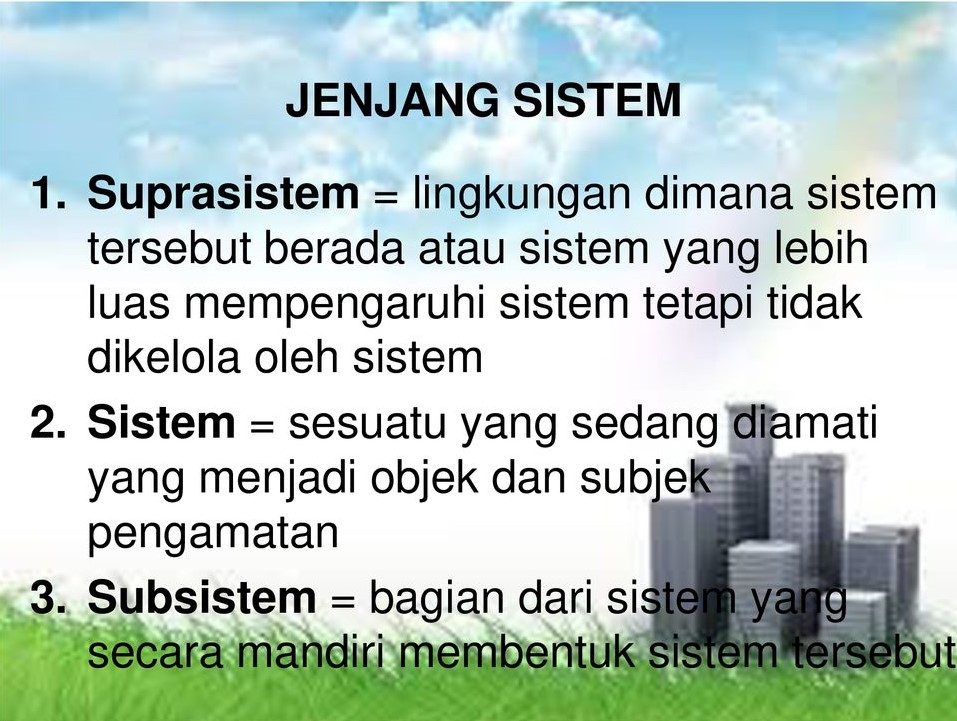 JENJANG SISTEM
1. Suprasistem = lingkungan dimana sistem
tersebut berada atau sistem yang lebih
luas mempengaruhi sistem tetapi tidak
dikelola oleh sistem
2. Sistem = sesuatu yang sedang diamati
yang menjadi objek dan subjek
pengamatan
3. Subsistem = bagian dari sistem yang
secara mandiri membentuk sistem tersebut